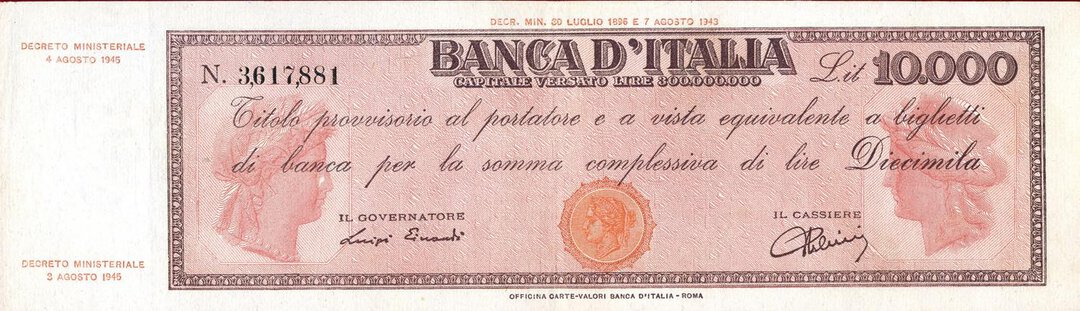 DECR. MIN. 30 LUGLIO 1896 E 7 AGOSTO 1943
DECRETO MINISTERIALE
4 AGOSTO 1945
BANCA D'ITALIA
CAPITALE VERSATO LIRE 300.000.000
N. 3,617,881
Lit 10.000
Titolo provvisorio al portatore e a vista equivalente a biglietti
di banca per la somma complessiva di lire Diecimila
IL GOVERNATORE
Luigi Einaudi
IL CASSIERE
DECRETO MINISTERIALE
3 AGOSTO 1945
OFFICINA CARTE-VALORI BANCA D'ITALIA - ROMA